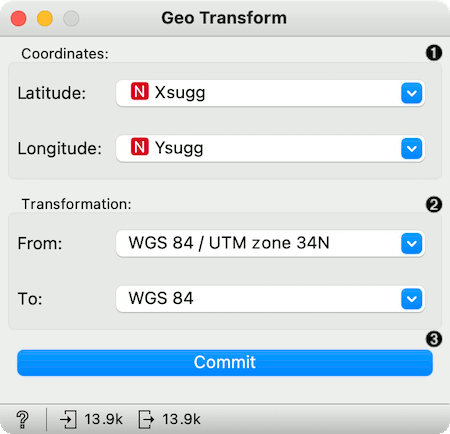 Geo Transform
Coordinates: 1
Latitude: N Xsugg
Longitude: N Ysugg
Transformation: 2
From: WGS 84 / UTM zone 34N
To: WGS 84
3
Commit
? 13.9k 13.9k